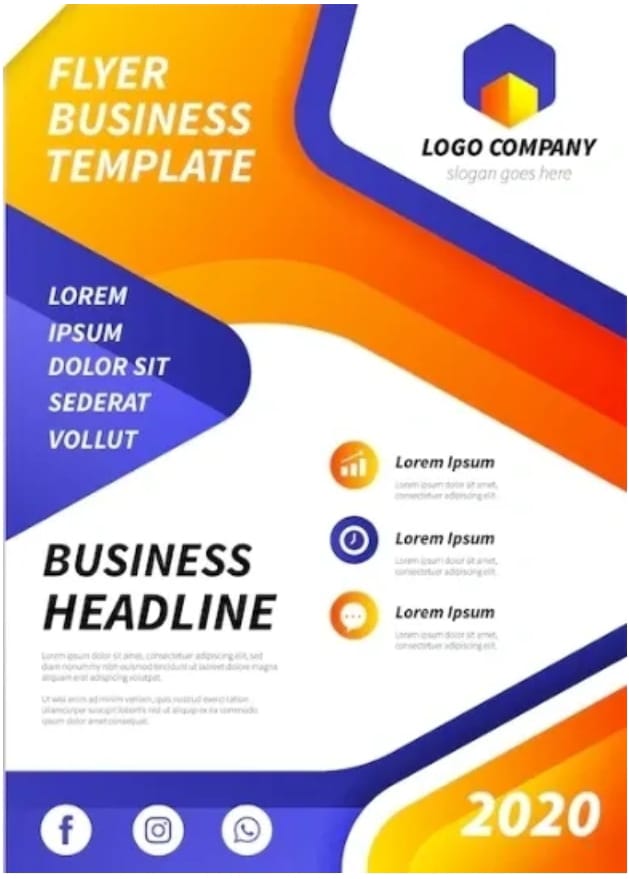 FLYER
BUSINESS
TEMPLATE
LOGO COMPANY
slogan goes here
LOREM
IPSUM
DOLOR SIT
SEDERAT
VOLLUT
Lorem Ipsum
Lorem ipsum dolor sit amet,
consectetuer adipiscing elit.
Lorem Ipsum
Lorem ipsum dolor sit amet,
consectetuer adipiscing elit.
Lorem Ipsum
Lorem ipsum dolor sit amet,
consectetuer adipiscing elit.
BUSINESS
HEADLINE
Lorem ipsum dolor sit amet, consectetuer adipiscing elit, sed
diam nonummy nibh euismod tincidunt ut laoreet dolore magna
aliquam erat adipiscing volutpat.
Ut wisi enim ad minim veniam, quis nostrud exerci tation
ullamcorper suscipit lobortis nisl ut aliquip ex ea commodo
ipsum dolor amet consequat.
2020